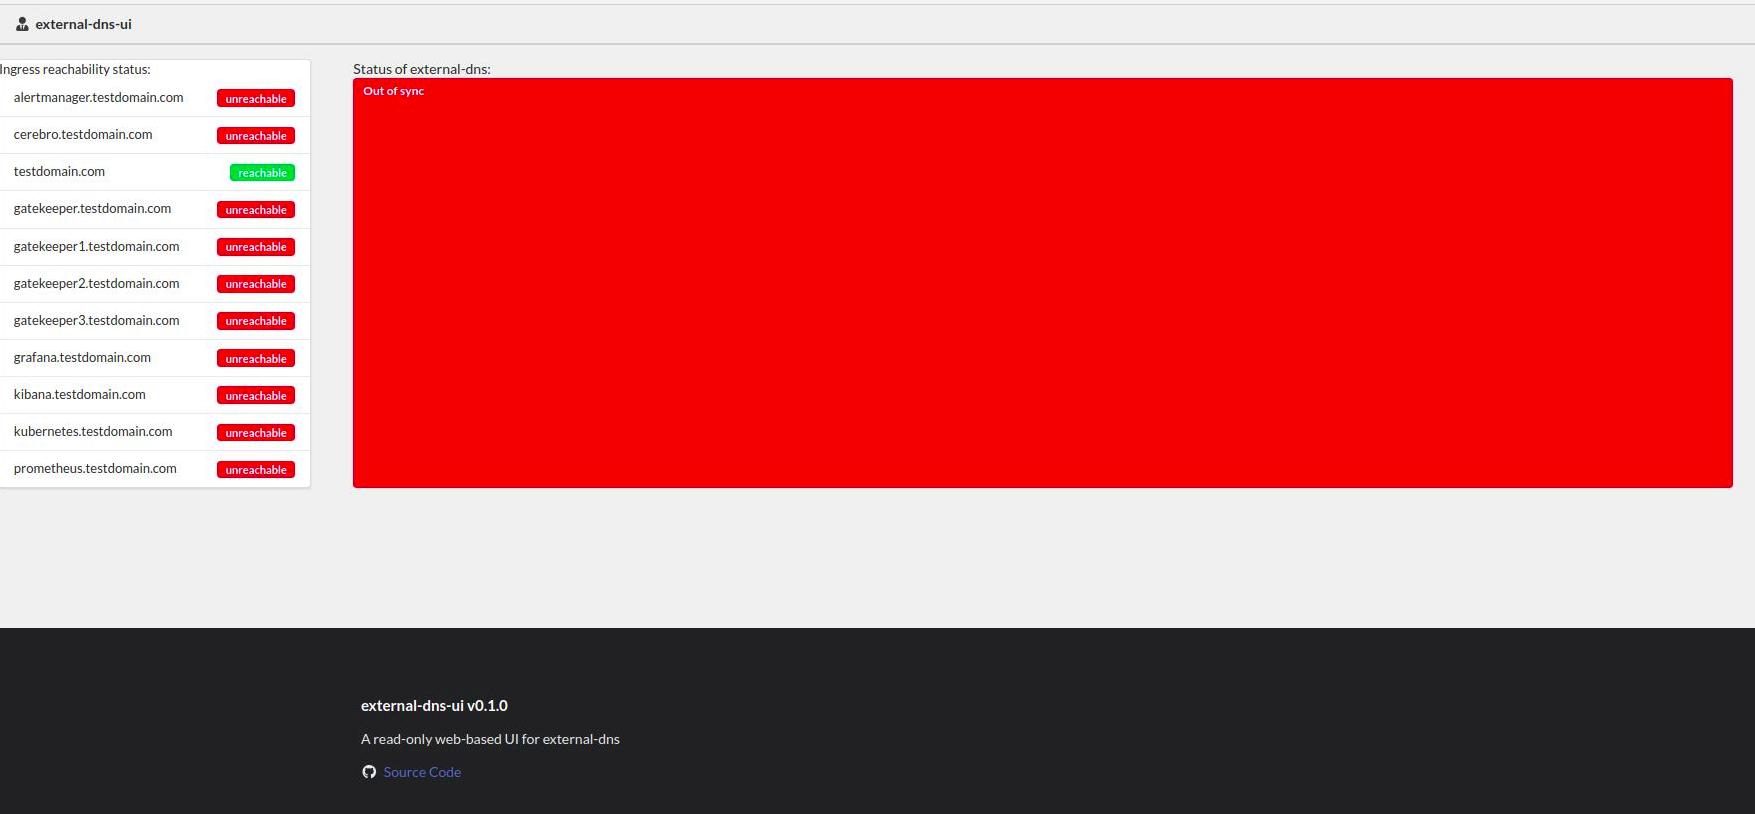 external-dns-ui
Ingress reachability status:
alertmanager.testdomain.com unreachable
cerebro.testdomain.com unreachable
testdomain.com reachable
gatekeeper.testdomain.com unreachable
gatekeeper1.testdomain.com unreachable
gatekeeper2.testdomain.com unreachable
gatekeeper3.testdomain.com unreachable
grafana.testdomain.com unreachable
kibana.testdomain.com unreachable
kubernetes.testdomain.com unreachable
prometheus.testdomain.com unreachable
Status of external-dns:
Out of sync
external-dns-ui v0.1.0
A read-only web-based UI for external-dns
Source Code